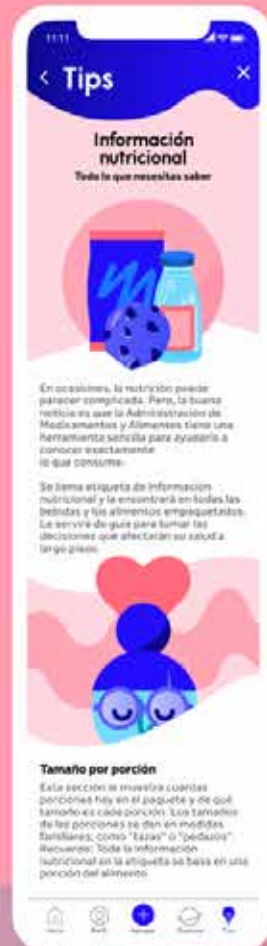 11:11
Tips
Información
nutricional
Todo lo que necesitas saber
En ocasiones, la nutrición puede
parecer complicada. Pero, la buena
noticia es que la Administración de
Medicamentos y Alimentos tiene una
herramienta sencilla para ayudarlo a
conocer exactamente
lo que consume.
Se llama etiqueta de información
nutricional y la encontrará en todas las
bebidas y los alimentos empaquetados.
Le servirá de guía para tomar las
decisiones que afectarán su salud a
largo plazo.
Tamaño por porción
Esta sección le muestra cuántas
porciones hay en el paquete y de qué
tamaño es cada porción. Los tamaños
de las porciones se dan en medidas
familiares, como "tazas" o "pedazos".
Recuerde: Toda la información
nutricional en la etiqueta se basa en una
porción del alimento